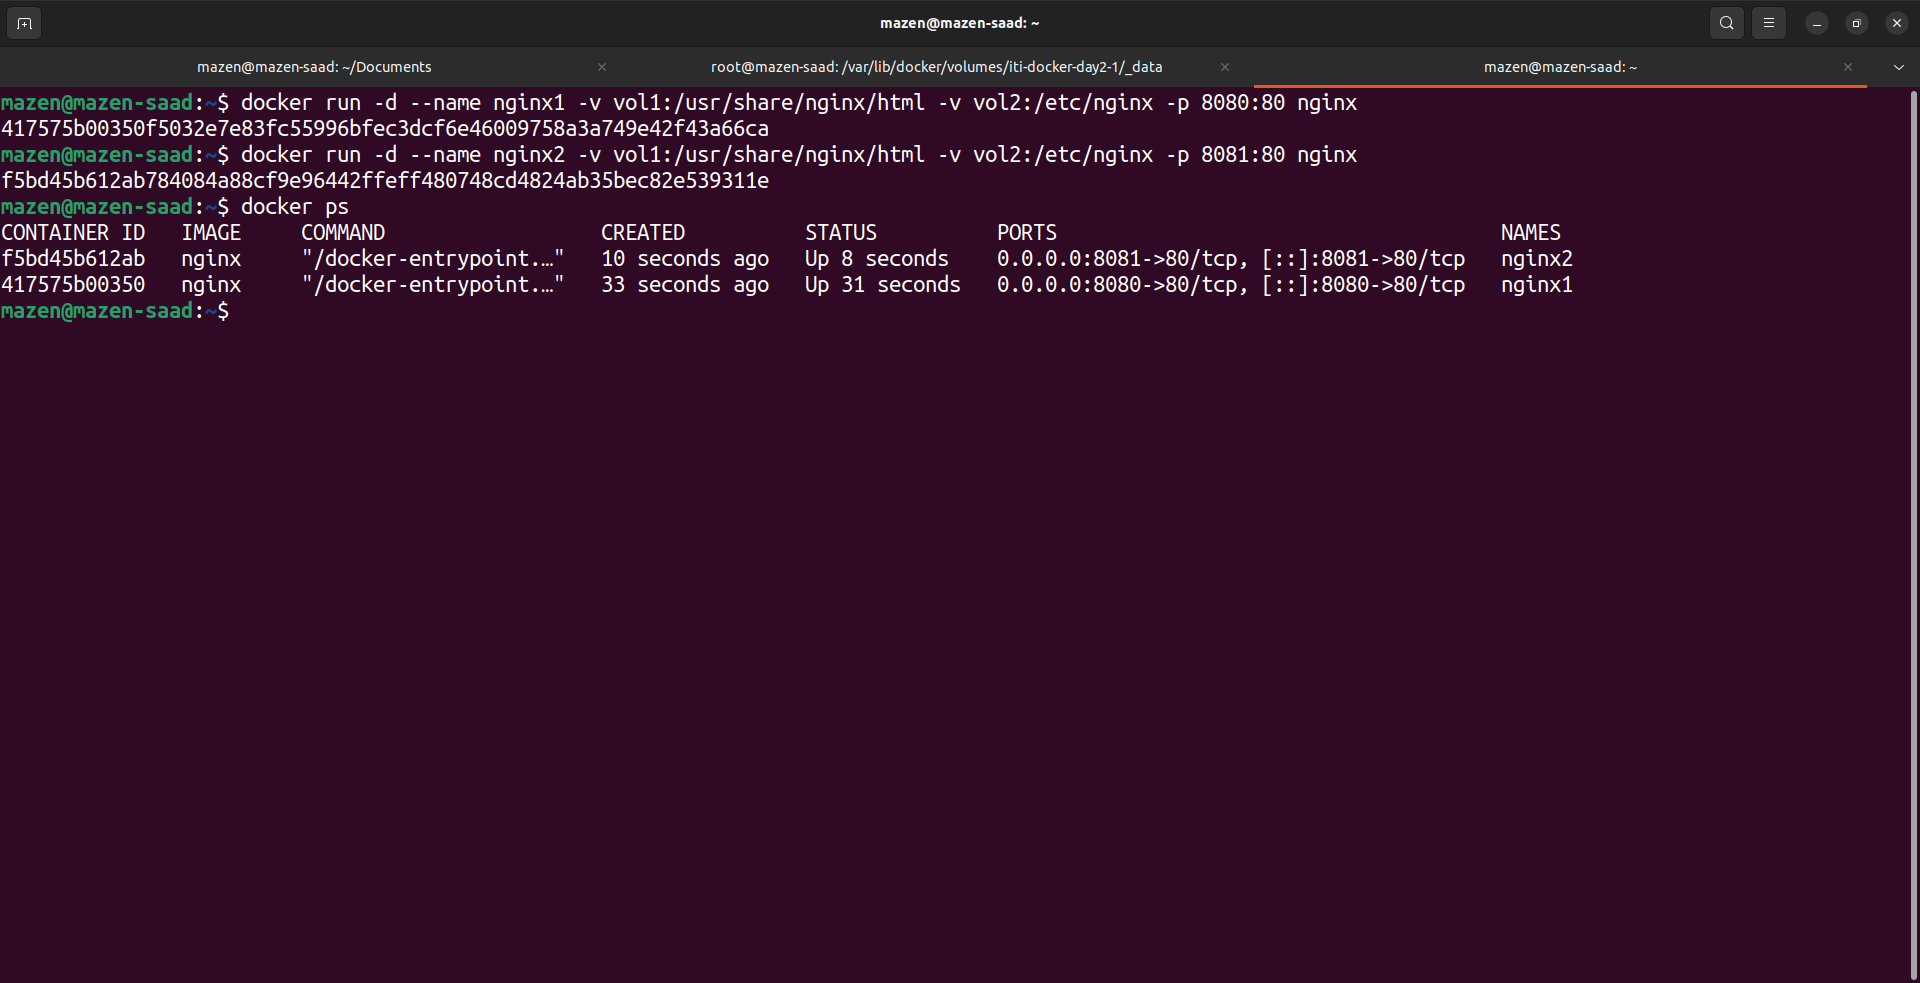 mazen@mazen-saad: ~
mazen@mazen-saad: ~/Documents
root@mazen-saad: /var/lib/docker/volumes/iti-docker-day2-1/_data
mazen@mazen-saad: ~
mazen@mazen-saad:~$ docker run -d --name nginx1 -v vol1:/usr/share/nginx/html -v vol2:/etc/nginx -p 8080:80 nginx
417575b00350f5032e7e83fc55996bfec3dcf6e46009758a3a749e42f43a66ca
mazen@mazen-saad:~$ docker run -d --name nginx2 -v vol1:/usr/share/nginx/html -v vol2:/etc/nginx -p 8081:80 nginx
f5bd45b612ab784084a88cf9e96442ffeff480748cd4824ab35bec82e539311e
mazen@mazen-saad:~$ docker ps
CONTAINER ID   IMAGE     COMMAND                  CREATED          STATUS          PORTS                                     NAMES
f5bd45b612ab   nginx     "/docker-entrypoint.…"   10 seconds ago   Up 8 seconds    0.0.0.0:8081->80/tcp, [::]:8081->80/tcp   nginx2
417575b00350   nginx     "/docker-entrypoint.…"   33 seconds ago   Up 31 seconds   0.0.0.0:8080->80/tcp, [::]:8080->80/tcp   nginx1
mazen@mazen-saad:~$